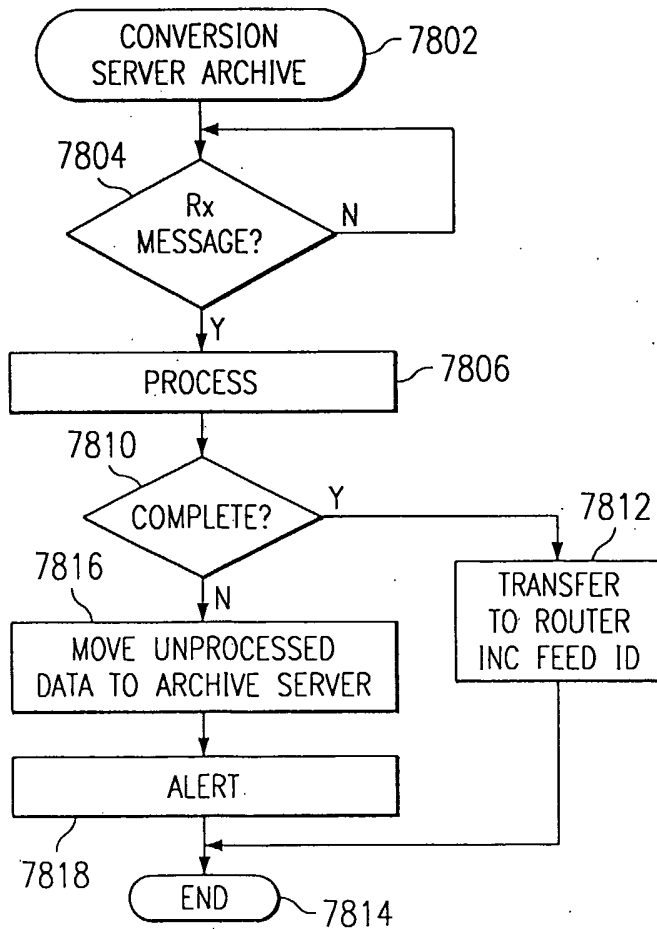 CONVERSION
SERVER ARCHIVE
7802
7804
Rx
MESSAGE?
N
Y
PROCESS
7806
7810
COMPLETE?
Y
7812
TRANSFER
TO ROUTER
INC FEED ID
N
7816
MOVE UNPROCESSED
DATA TO ARCHIVE SERVER
ALERT
7818
END
7814